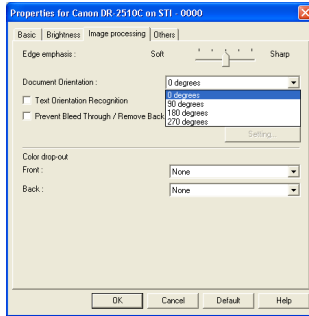 Properties for Canon DR-2510C on STI - 0000
Basic Brightness Image processing Others
Edge emphasis : Soft Sharp
Document Orientation : 0 degrees
0 degrees
Text Orientation Recognition 90 degrees
180 degrees
Prevent Bleed Through / Remove Back 270 degrees
Setting...
Color drop-out
Front : None
Back : None
OK Cancel Default Help